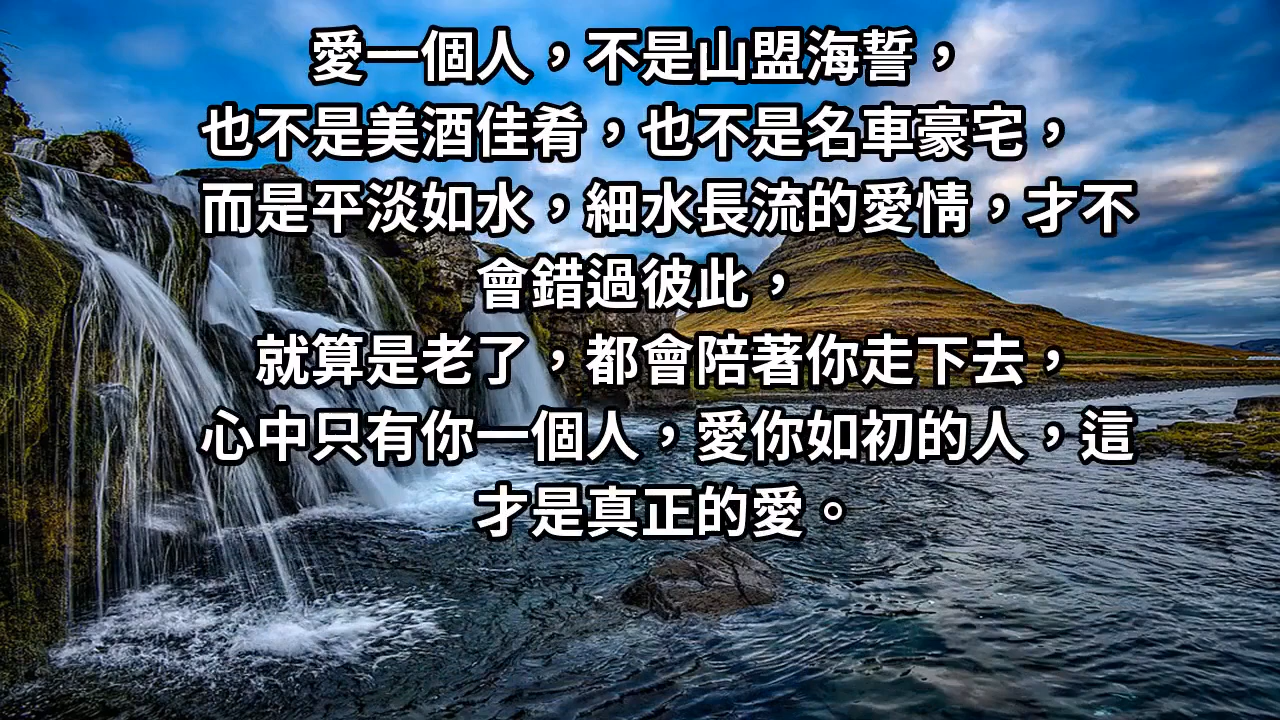 愛一個人，不是山盟海誓，
也不是美酒佳肴，也不是名車豪宅，
而是平淡如水，細水長流的愛情，才不
會錯過彼此，
就算是老了，都會陪著你走下去，
心中只有你一個人，愛你如初的人，這
才是真正的愛。